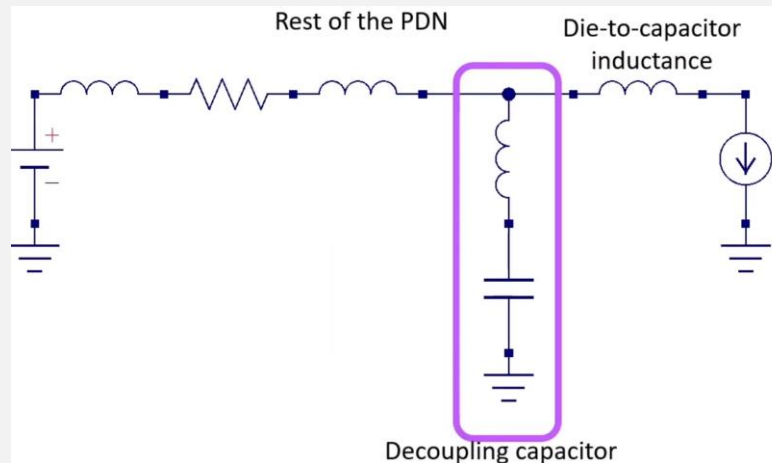 Rest of the PDN
Die-to-capacitor
inductance
+
−
Decoupling capacitor